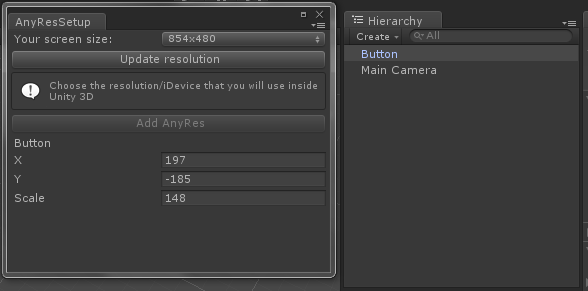 AnyResSetup
Your screen size: 854x480
Update resolution
Choose the resolution/iDevice that you will use inside
Unity 3D
Add AnyRes
Button
X 197
Y -185
Scale 148
Hierarchy
Create All
Button
Main Camera